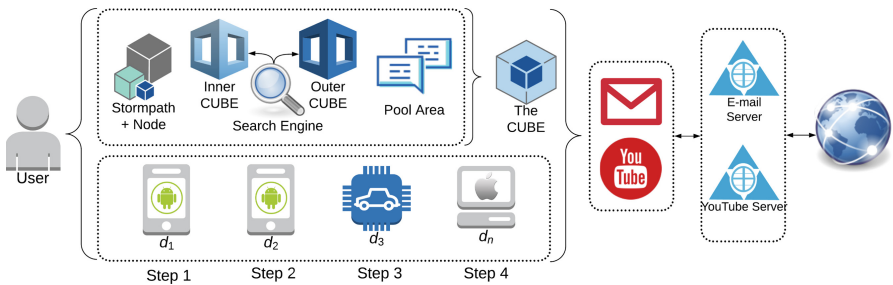 User
Stormpath
+ Node
Inner
CUBE
Outer
CUBE
Search Engine
Pool Area
The
CUBE
d1
d2
d3
dn
Step 1
Step 2
Step 3
Step 4
You
Tube
E-mail
Server
YouTube Server